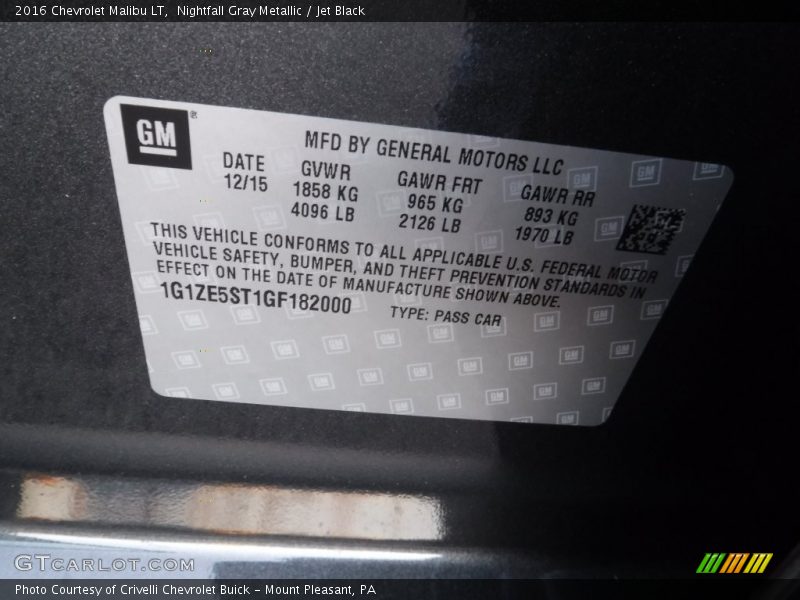 2016 Chevrolet Malibu LT, Nightfall Gray Metallic / Jet Black
GM ®
MFD BY GENERAL MOTORS LLC
DATE GVWR GAWR FRT GAWR RR
12/15 1858 KG 965 KG 893 KG
4096 LB 2126 LB 1970 LB
THIS VEHICLE CONFORMS TO ALL APPLICABLE U.S. FEDERAL MOTOR
VEHICLE SAFETY, BUMPER, AND THEFT PREVENTION STANDARDS IN
EFFECT ON THE DATE OF MANUFACTURE SHOWN ABOVE.
1G1ZE5ST1GF182000 TYPE: PASS CAR
GTCARLOT.COM
Photo Courtesy of Crivelli Chevrolet Buick - Mount Pleasant, PA